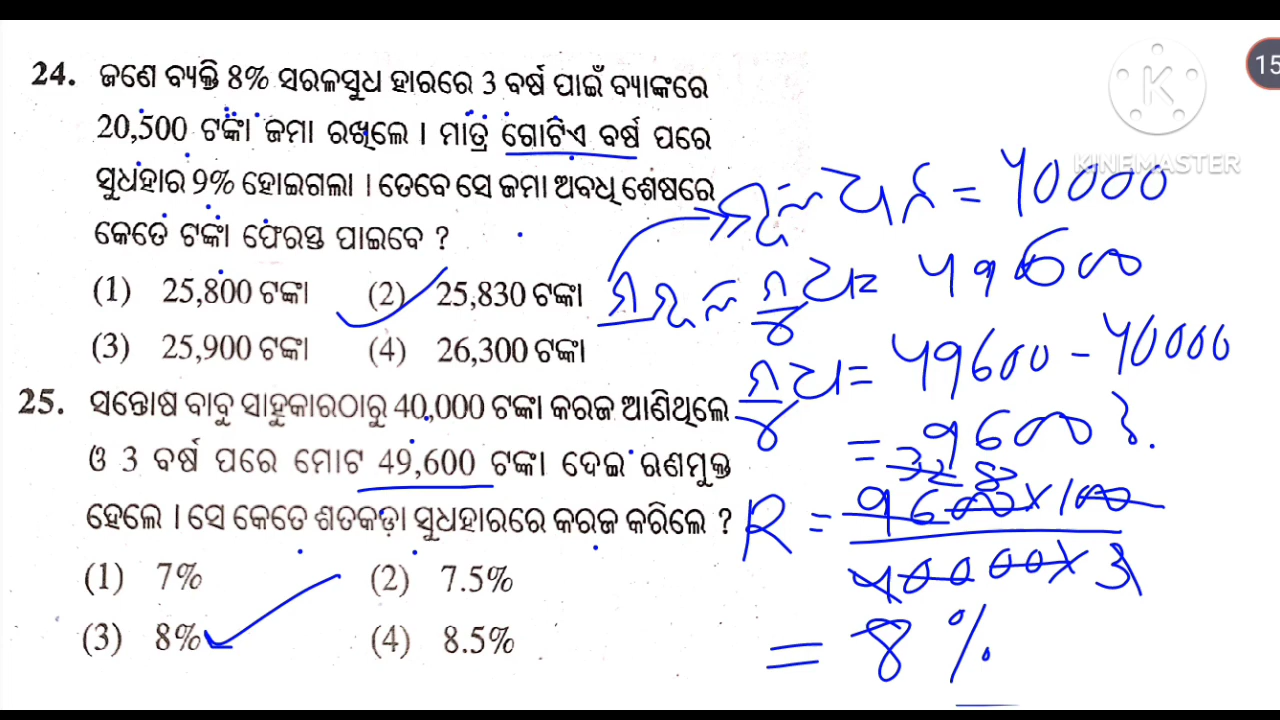 24. ଜଣେ ବ୍ୟକ୍ତି 8% ସରଳସୁଧ ହାରରେ 3 ବର୍ଷ ପାଇଁ ବ୍ୟାଙ୍କରେ
20,500 ଟଙ୍କା ଜମା ରଖିଲେ । ମାତ୍ର ଗୋଟିଏ ବର୍ଷ ପରେ
ସୁଧହାର 9% ହୋଇଗଲା । ତେବେ ସେ ଜମା ଅବଧି ଶେଷରେ
କେତେ ଟଙ୍କା ଫେରସ୍ତ ପାଇବେ ?
(1) 25,800 ଟଙ୍କା (2) 25,830 ଟଙ୍କା
(3) 25,900 ଟଙ୍କା (4) 26,300 ଟଙ୍କା
25. ସନ୍ତୋଷ ବାବୁ ସାହୁକାରଠାରୁ 40,000 ଟଙ୍କା କରଜ ଆଣିଥିଲେ
ଓ 3 ବର୍ଷ ପରେ ମୋଟ 49,600 ଟଙ୍କା ଦେଇ ଋଣମୁକ୍ତ
ହେଲେ । ସେ କେତେ ଶତକଡ଼ା ସୁଧହାରରେ କରଜ କରିଲେ ?
(1) 7% (2) 7.5%
(3) 8% (4) 8.5%
15
K
KINEMASTER
ମୂଳଧନ = 40000
ସମୂଳ ସୁଧ = 49600
ସୁଧ = 49600 - 40000
= 9600
32 8
R = 9600 × 100
40000 × 3
= 8 %